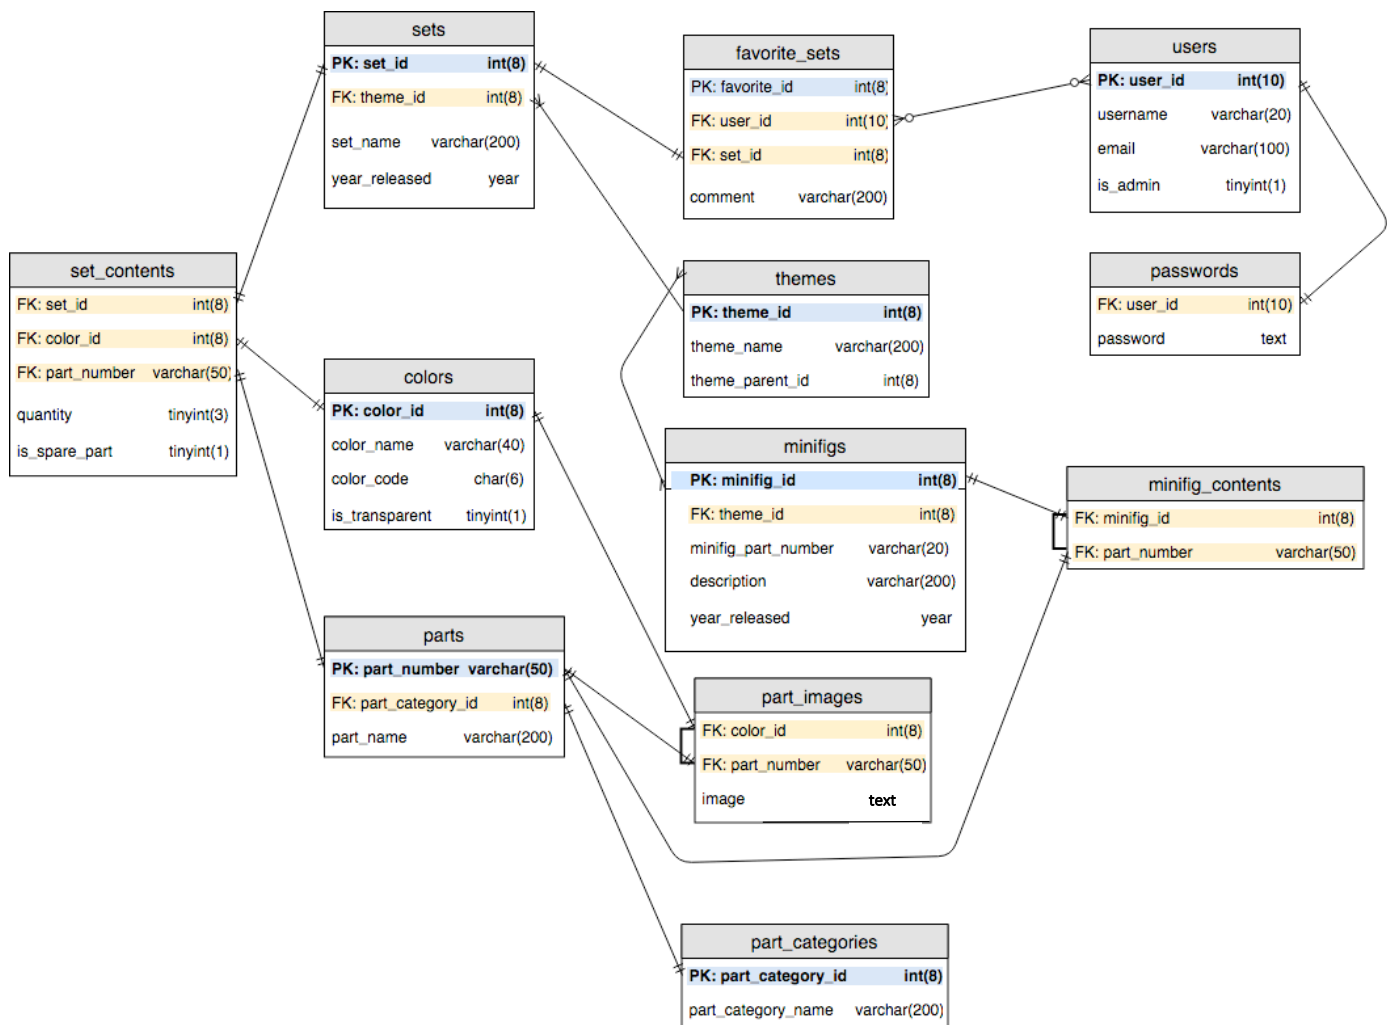 sets
PK: set_id int(8)
FK: theme_id int(8)
set_name varchar(200)
year_released year
favorite_sets
PK: favorite_id int(8)
FK: user_id int(10)
FK: set_id int(8)
comment varchar(200)
users
PK: user_id int(10)
username varchar(20)
email varchar(100)
is_admin tinyint(1)
set_contents
FK: set_id int(8)
FK: color_id int(8)
FK: part_number varchar(50)
quantity tinyint(3)
is_spare_part tinyint(1)
themes
PK: theme_id int(8)
theme_name varchar(200)
theme_parent_id int(8)
passwords
FK: user_id int(10)
password text
colors
PK: color_id int(8)
color_name varchar(40)
color_code char(6)
is_transparent tinyint(1)
minifigs
PK: minifig_id int(8)
FK: theme_id int(8)
minifig_part_number varchar(20)
description varchar(200)
year_released year
minifig_contents
FK: minifig_id int(8)
FK: part_number varchar(50)
parts
PK: part_number varchar(50)
FK: part_category_id int(8)
part_name varchar(200)
part_images
FK: color_id int(8)
FK: part_number varchar(50)
image text
part_categories
PK: part_category_id int(8)
part_category_name varchar(200)